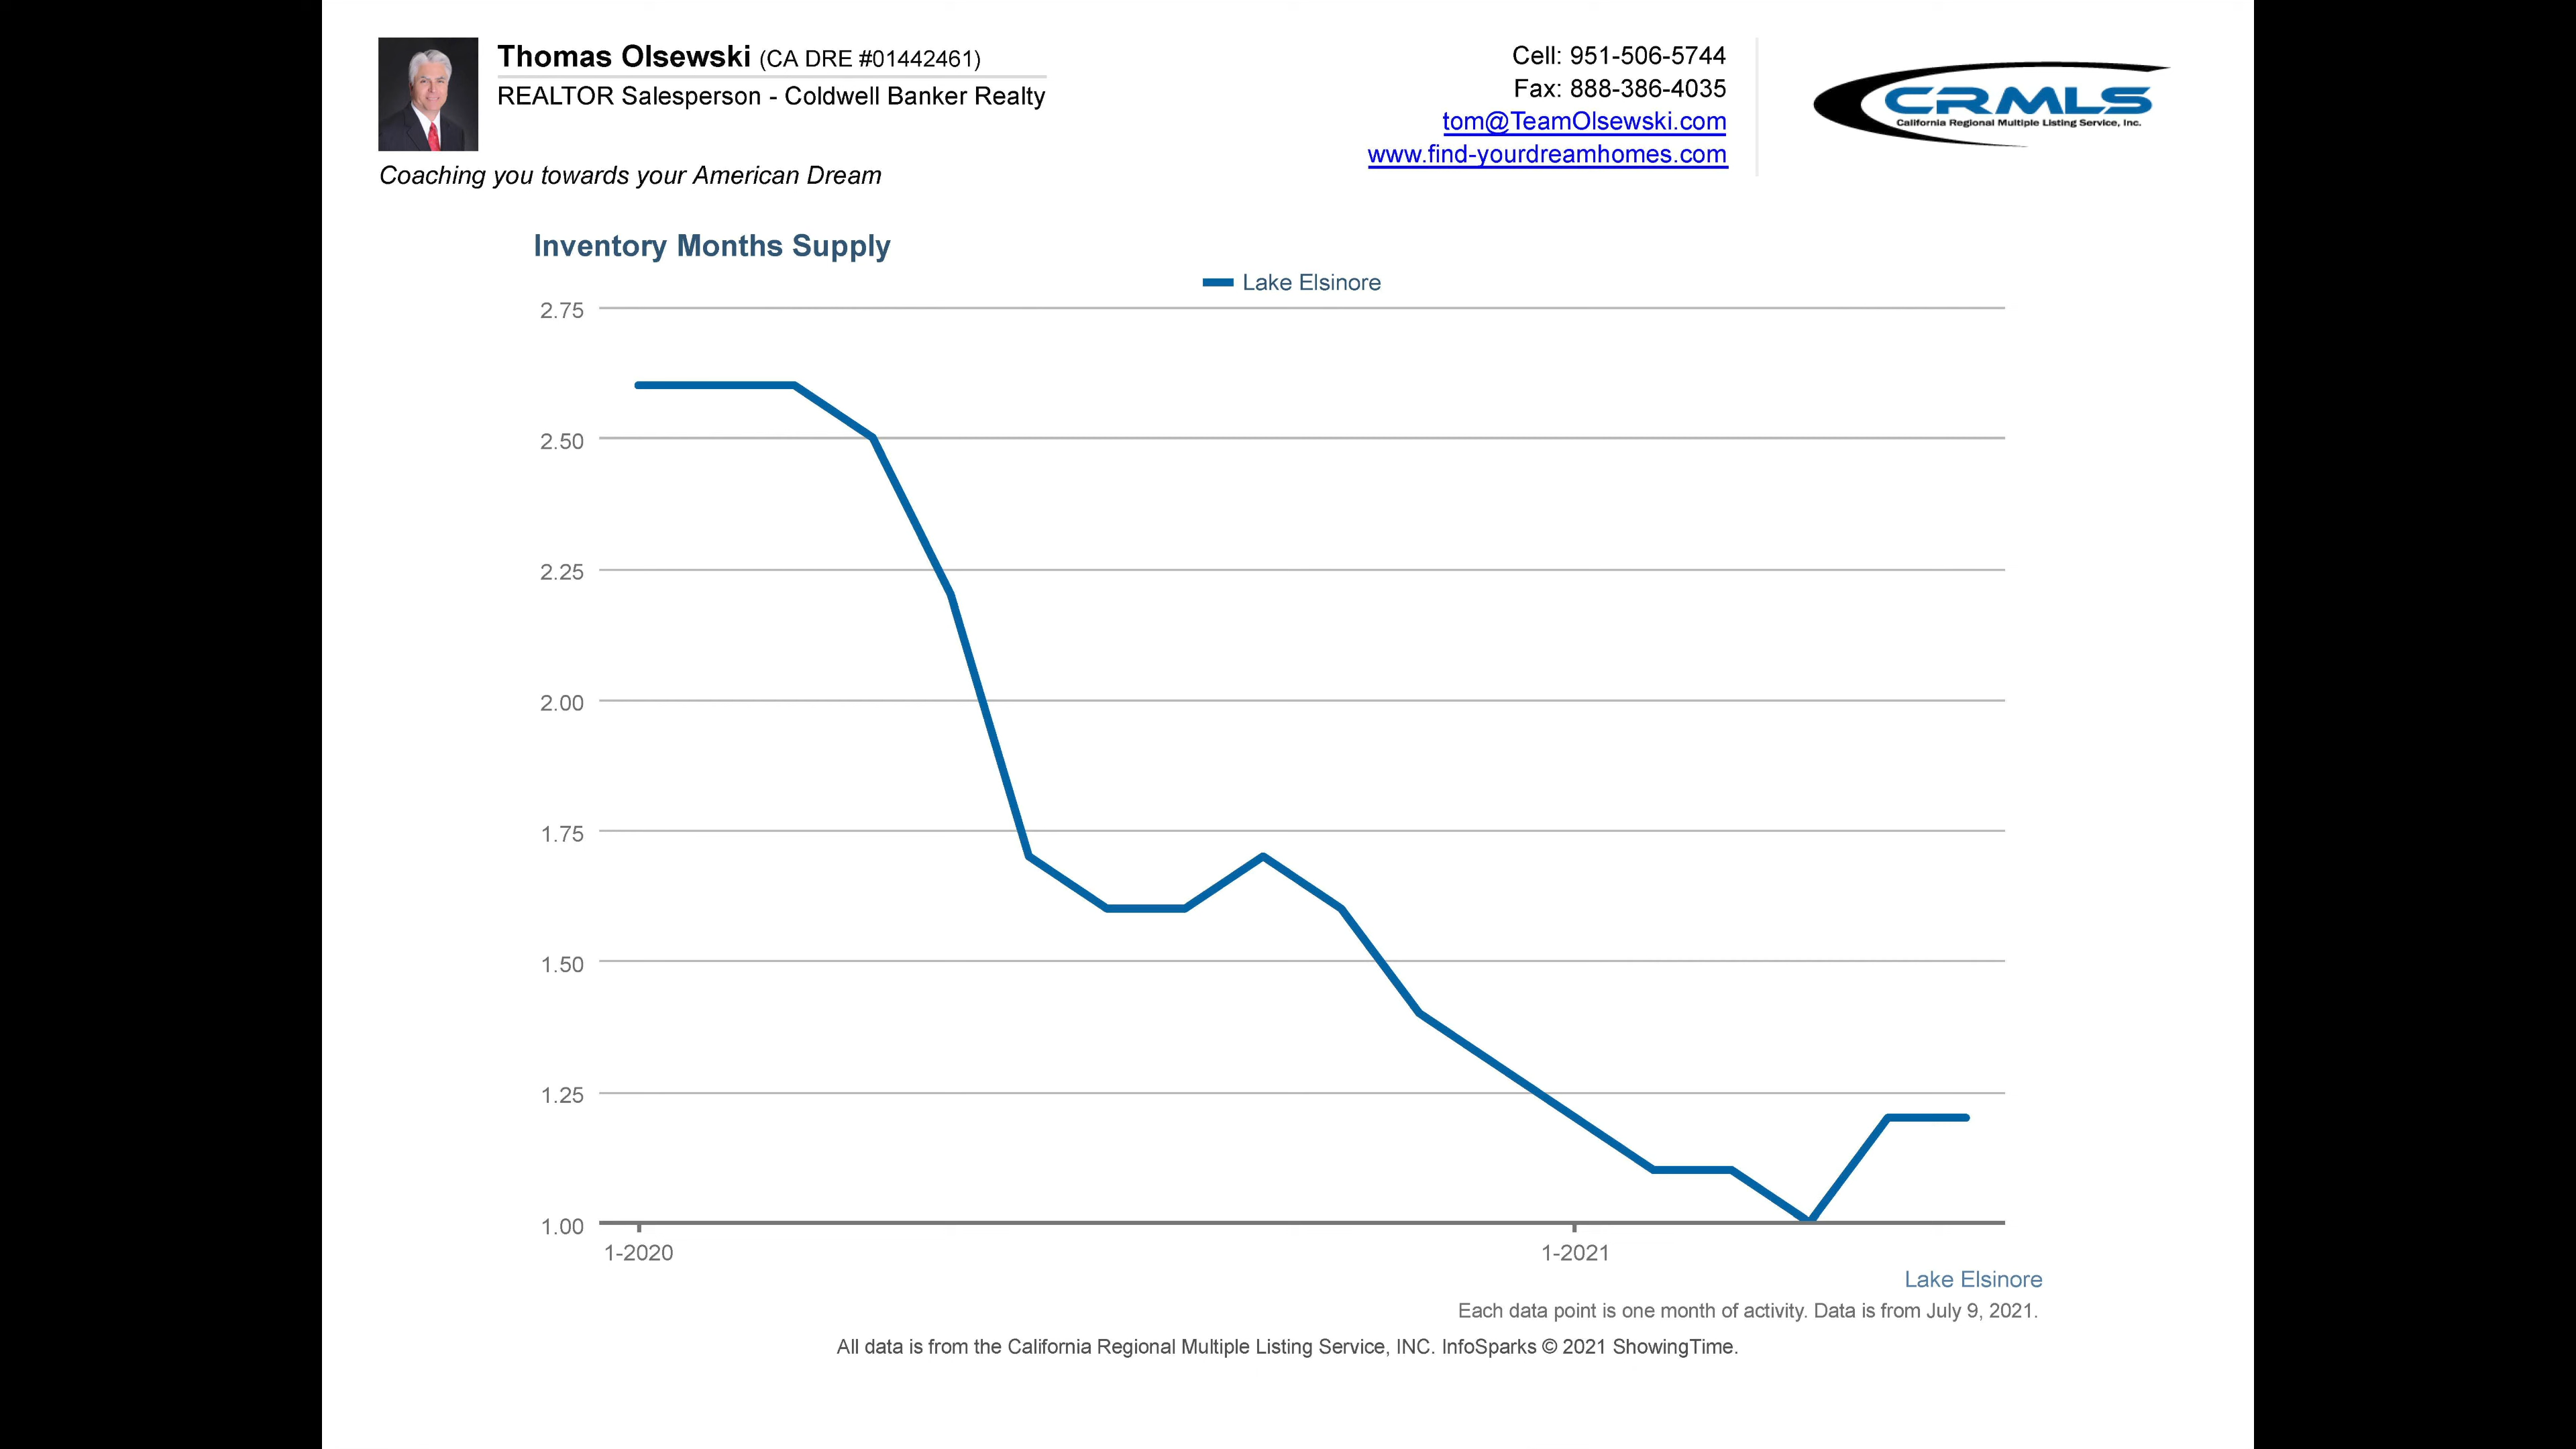 Thomas Olsewski (CA DRE #01442461)
REALTOR Salesperson - Coldwell Banker Realty
Coaching you towards your American Dream
Cell: 951-506-5744
Fax: 888-386-4035
tom@TeamOlsewski.com
www.find-yourdreamhomes.com
CRMLS
California Regional Multiple Listing Service, Inc.
Inventory Months Supply
Lake Elsinore
2.75
2.50
2.25
2.00
1.75
1.50
1.25
1.00
1-2020 1-2021
Lake Elsinore
Each data point is one month of activity. Data is from July 9, 2021.
All data is from the California Regional Multiple Listing Service, INC. InfoSparks © 2021 ShowingTime.